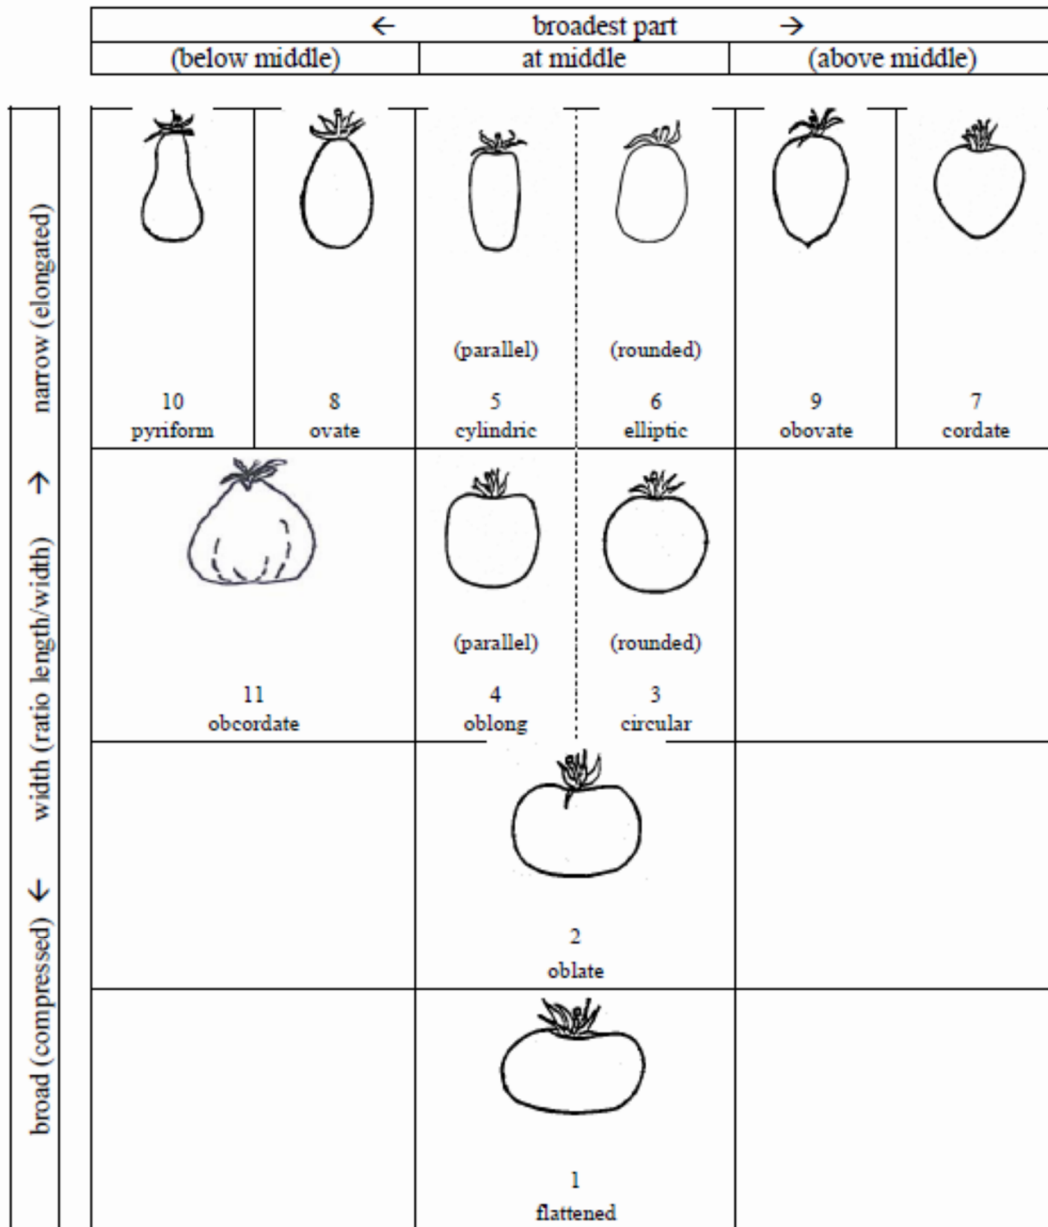 ← broadest part →
(below middle) at middle (above middle)
narrow (elongated)
(parallel) (rounded)
10 8 5 6 9 7
pyriform ovate cylindric elliptic obovate cordate
width (ratio length/width) →
(parallel) (rounded)
11 4 3
obcordate oblong circular
2
oblate
broad (compressed) ←
1
flattened